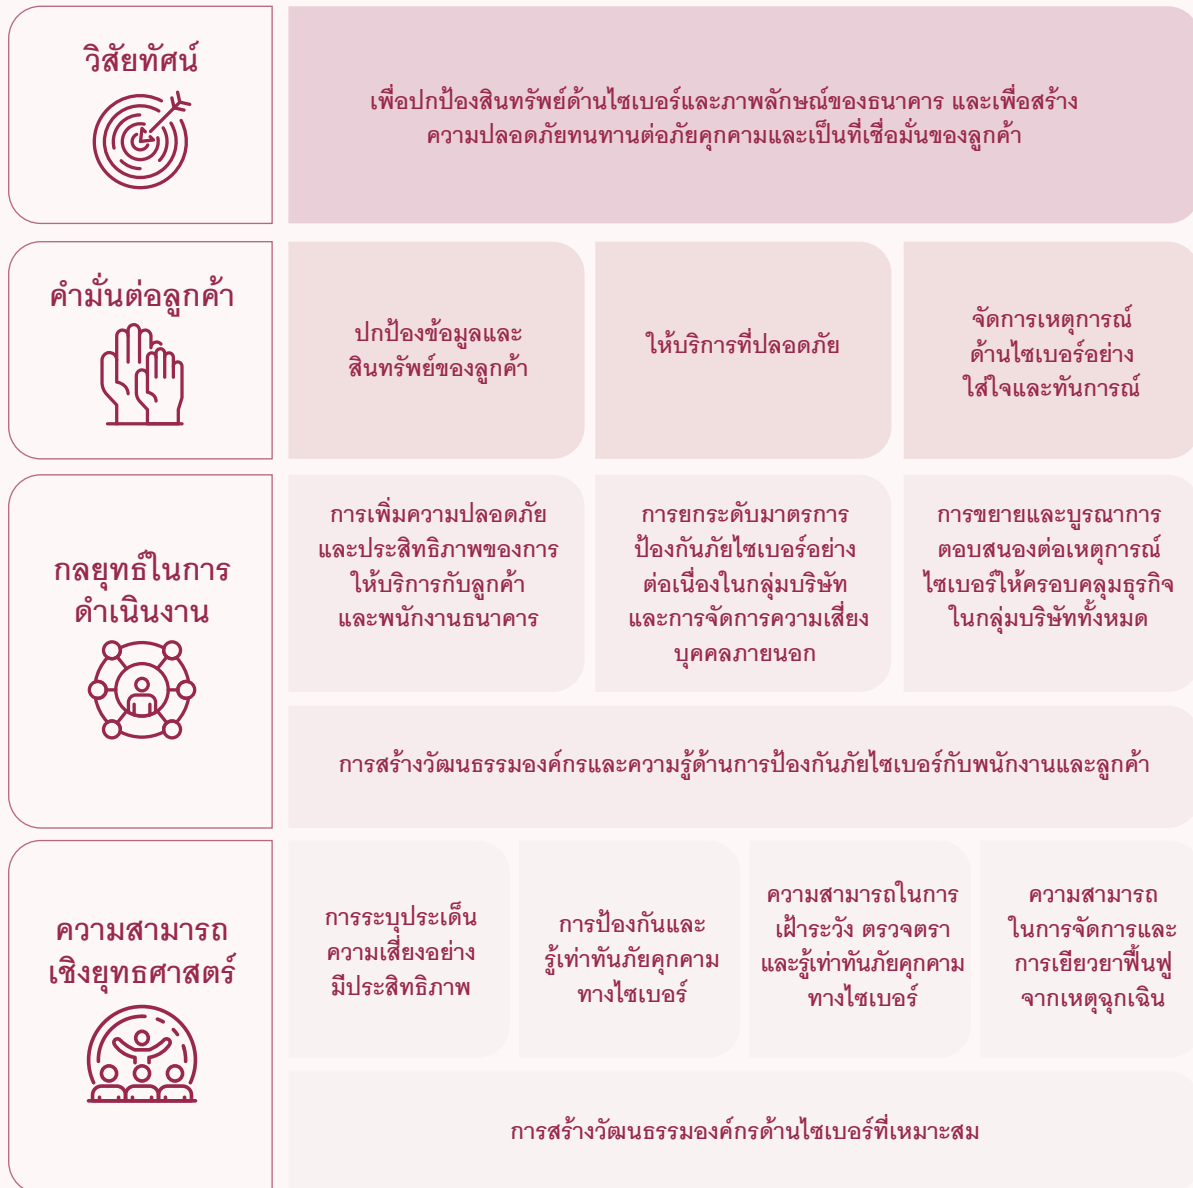 วิสัยทัศน์
เพื่อปกป้องสินทรัพย์ด้านไซเบอร์และภาพลักษณ์ของธนาคาร และเพื่อสร้าง
ความปลอดภัยทนทานต่อภัยคุกคามและเป็นที่เชื่อมั่นของลูกค้า
คำมั่นต่อลูกค้า
ปกป้องข้อมูลและ
สินทรัพย์ของลูกค้า
ให้บริการที่ปลอดภัย
จัดการเหตุการณ์
ด้านไซเบอร์อย่าง
ใส่ใจและทันการณ์
กลยุทธ์ในการ
ดำเนินงาน
การเพิ่มความปลอดภัย
และประสิทธิภาพของการ
ให้บริการกับลูกค้า
และพนักงานธนาคาร
การยกระดับมาตรการ
ป้องกันภัยไซเบอร์อย่าง
ต่อเนื่องในกลุ่มบริษัท
และการจัดการความเสี่ยง
บุคคลภายนอก
การขยายและบูรณาการ
ตอบสนองต่อเหตุการณ์
ไซเบอร์ให้ครอบคลุมธุรกิจ
ในกลุ่มบริษัททั้งหมด
การสร้างวัฒนธรรมองค์กรและความรู้ด้านการป้องกันภัยไซเบอร์กับพนักงานและลูกค้า
ความสามารถ
เชิงยุทธศาสตร์
การระบุประเด็น
ความเสี่ยงอย่าง
มีประสิทธิภาพ
การป้องกันและ
รู้เท่าทันภัยคุกคาม
ทางไซเบอร์
ความสามารถในการ
เฝ้าระวัง ตรวจตรา
และรู้เท่าทันภัยคุกคาม
ทางไซเบอร์
ความสามารถ
ในการจัดการและ
การเยียวยาฟื้นฟู
จากเหตุฉุกเฉิน
การสร้างวัฒนธรรมองค์กรด้านไซเบอร์ที่เหมาะสม